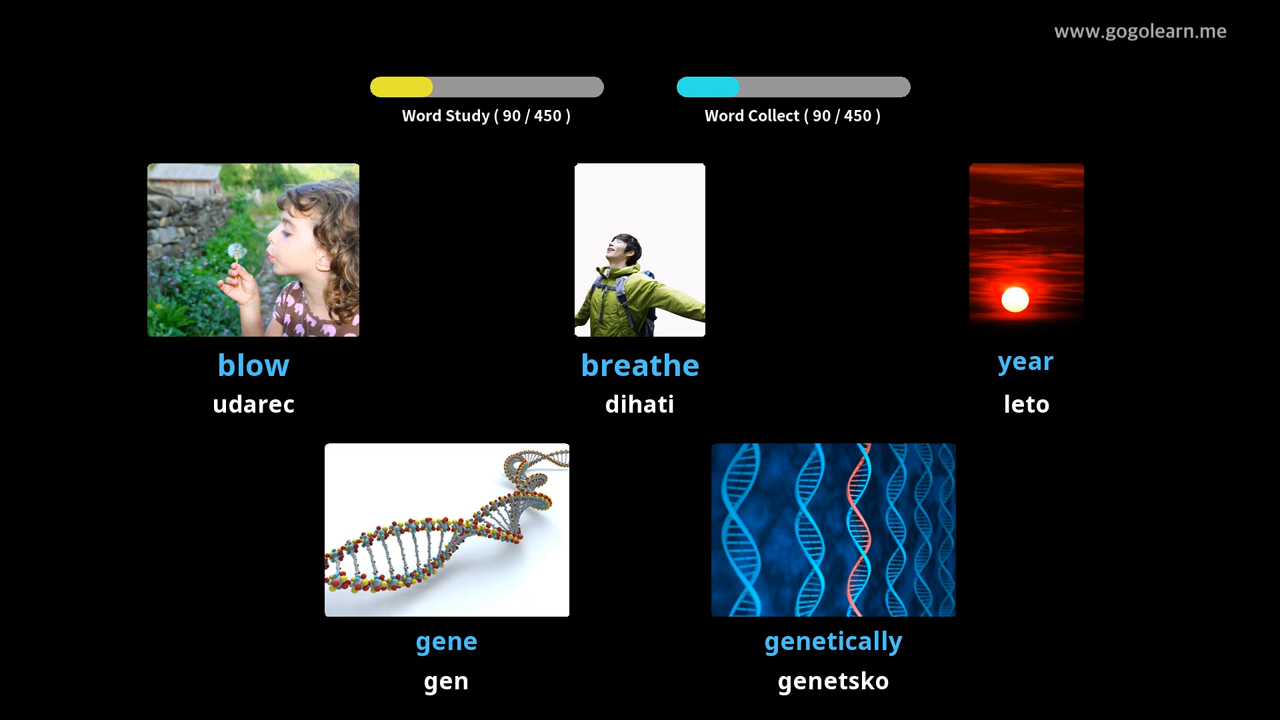 www.gogolearn.me
Word Study ( 90 / 450 )
Word Collect ( 90 / 450 )
blow
udarec
breathe
dihati
year
leto
gene
gen
genetically
genetsko